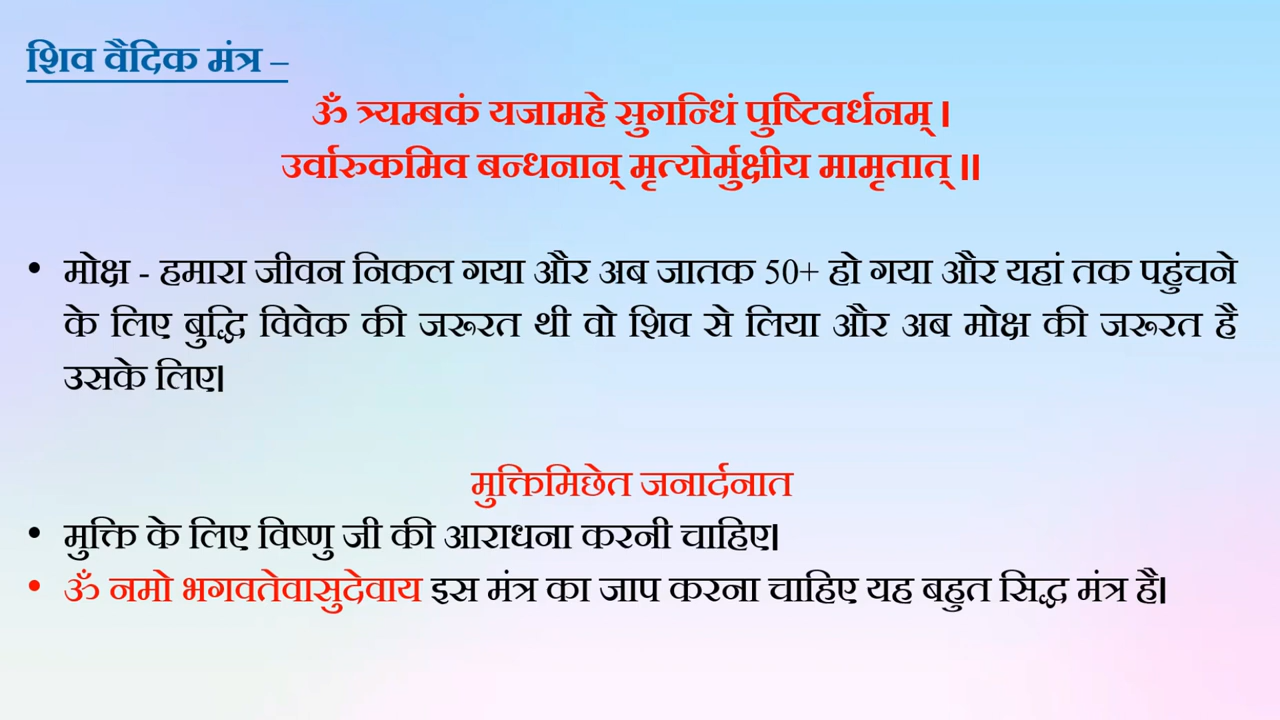 शिव वैदिक मंत्र –
ॐ त्र्यम्बकं यजामहे सुगन्धिं पुष्टिवर्धनम् ।
उर्वारुकमिव बन्धनान् मृत्योर्मुक्षीय मामृतात् ॥
• मोक्ष - हमारा जीवन निकल गया और अब जातक 50+ हो गया और यहां तक पहुंचने
के लिए बुद्धि विवेक की जरूरत थी वो शिव से लिया और अब मोक्ष की जरूरत है
उसके लिए।
मुक्तिमिछेत जनार्दनात
• मुक्ति के लिए विष्णु जी की आराधना करनी चाहिए।
• ॐ नमो भगवतेवासुदेवाय इस मंत्र का जाप करना चाहिए यह बहुत सिद्ध मंत्र है।